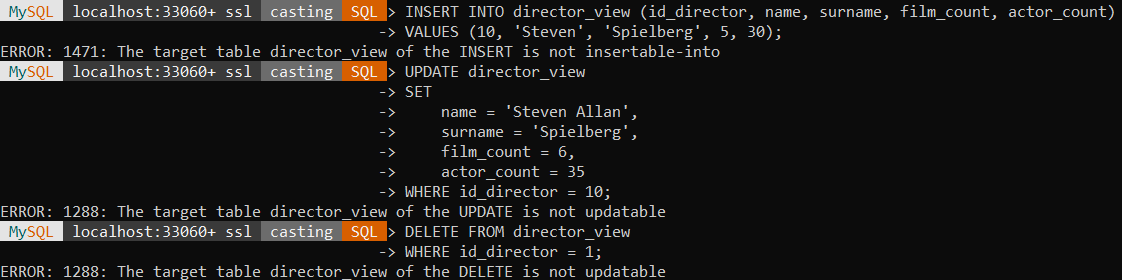 MySQL localhost:33060+ ssl casting SQL > INSERT INTO director_view (id_director, name, surname, film_count, actor_count)
-> VALUES (10, 'Steven', 'Spielberg', 5, 30);
ERROR: 1471: The target table director_view of the INSERT is not insertable-into
MySQL localhost:33060+ ssl casting SQL > UPDATE director_view
-> SET
-> name = 'Steven Allan',
-> surname = 'Spielberg',
-> film_count = 6,
-> actor_count = 35
-> WHERE id_director = 10;
ERROR: 1288: The target table director_view of the UPDATE is not updatable
MySQL localhost:33060+ ssl casting SQL > DELETE FROM director_view
-> WHERE id_director = 1;
ERROR: 1288: The target table director_view of the DELETE is not updatable